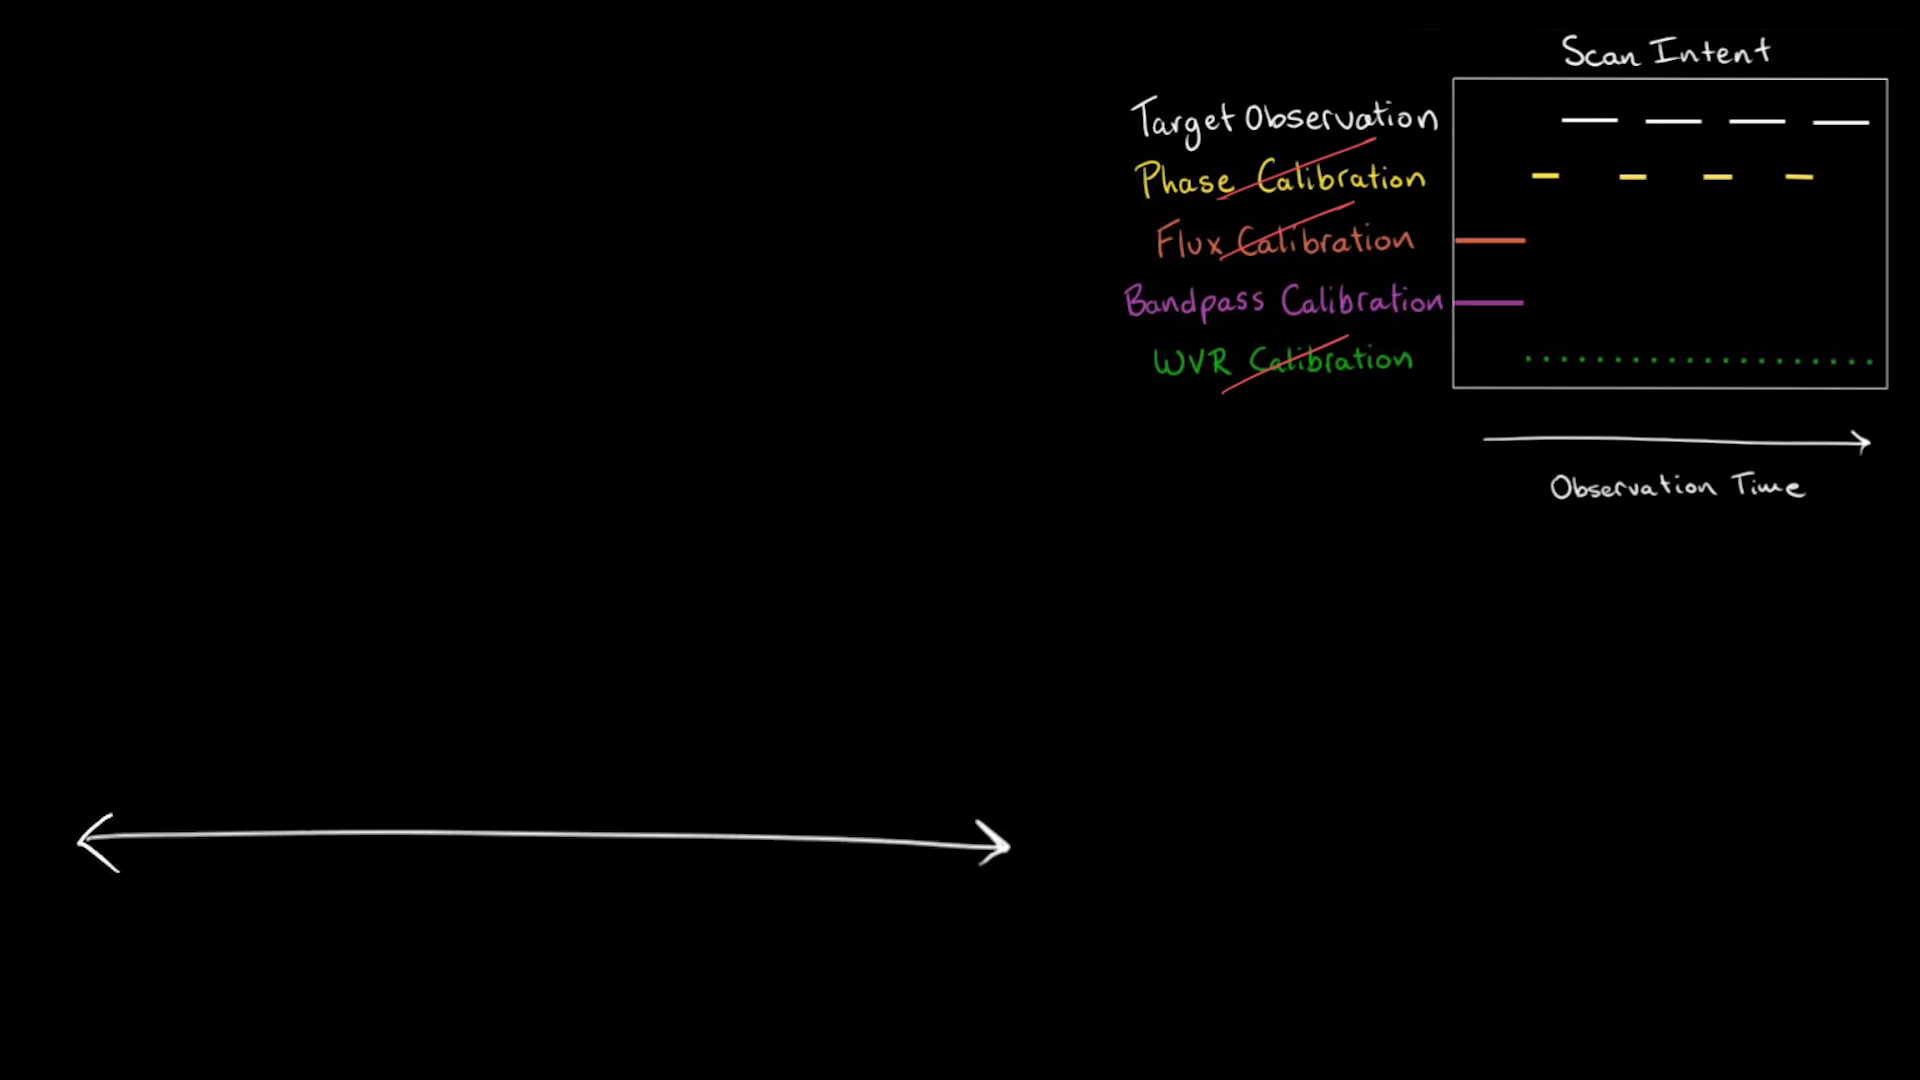 Scan Intent
Target Observation
Phase Calibration
Flux Calibration
Bandpass Calibration
WVR Calibration
Observation Time